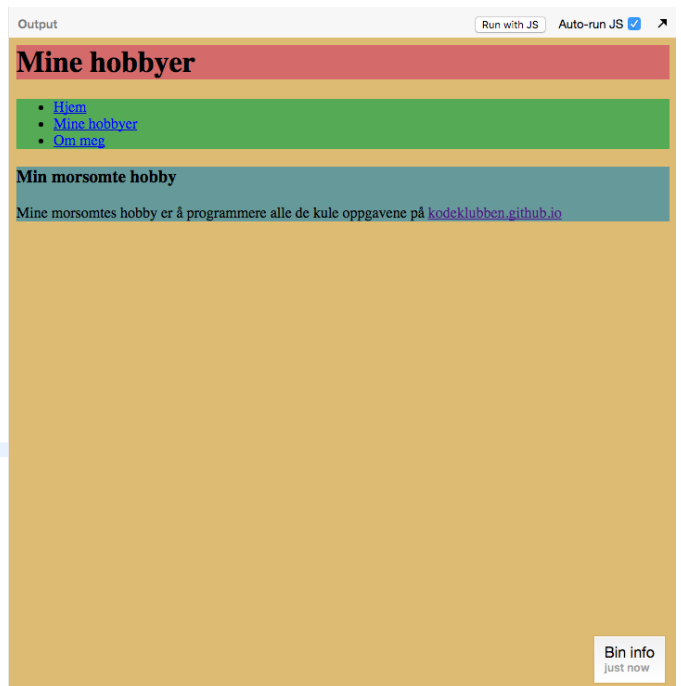 Output Run with JS Auto-run JS
Mine hobbyer
Hjem
Mine hobbyer
Om meg
Min morsomte hobby
Mine morsomtes hobby er å programmere alle de kule oppgavene på kodeklubben.github.io
Bin info
just now